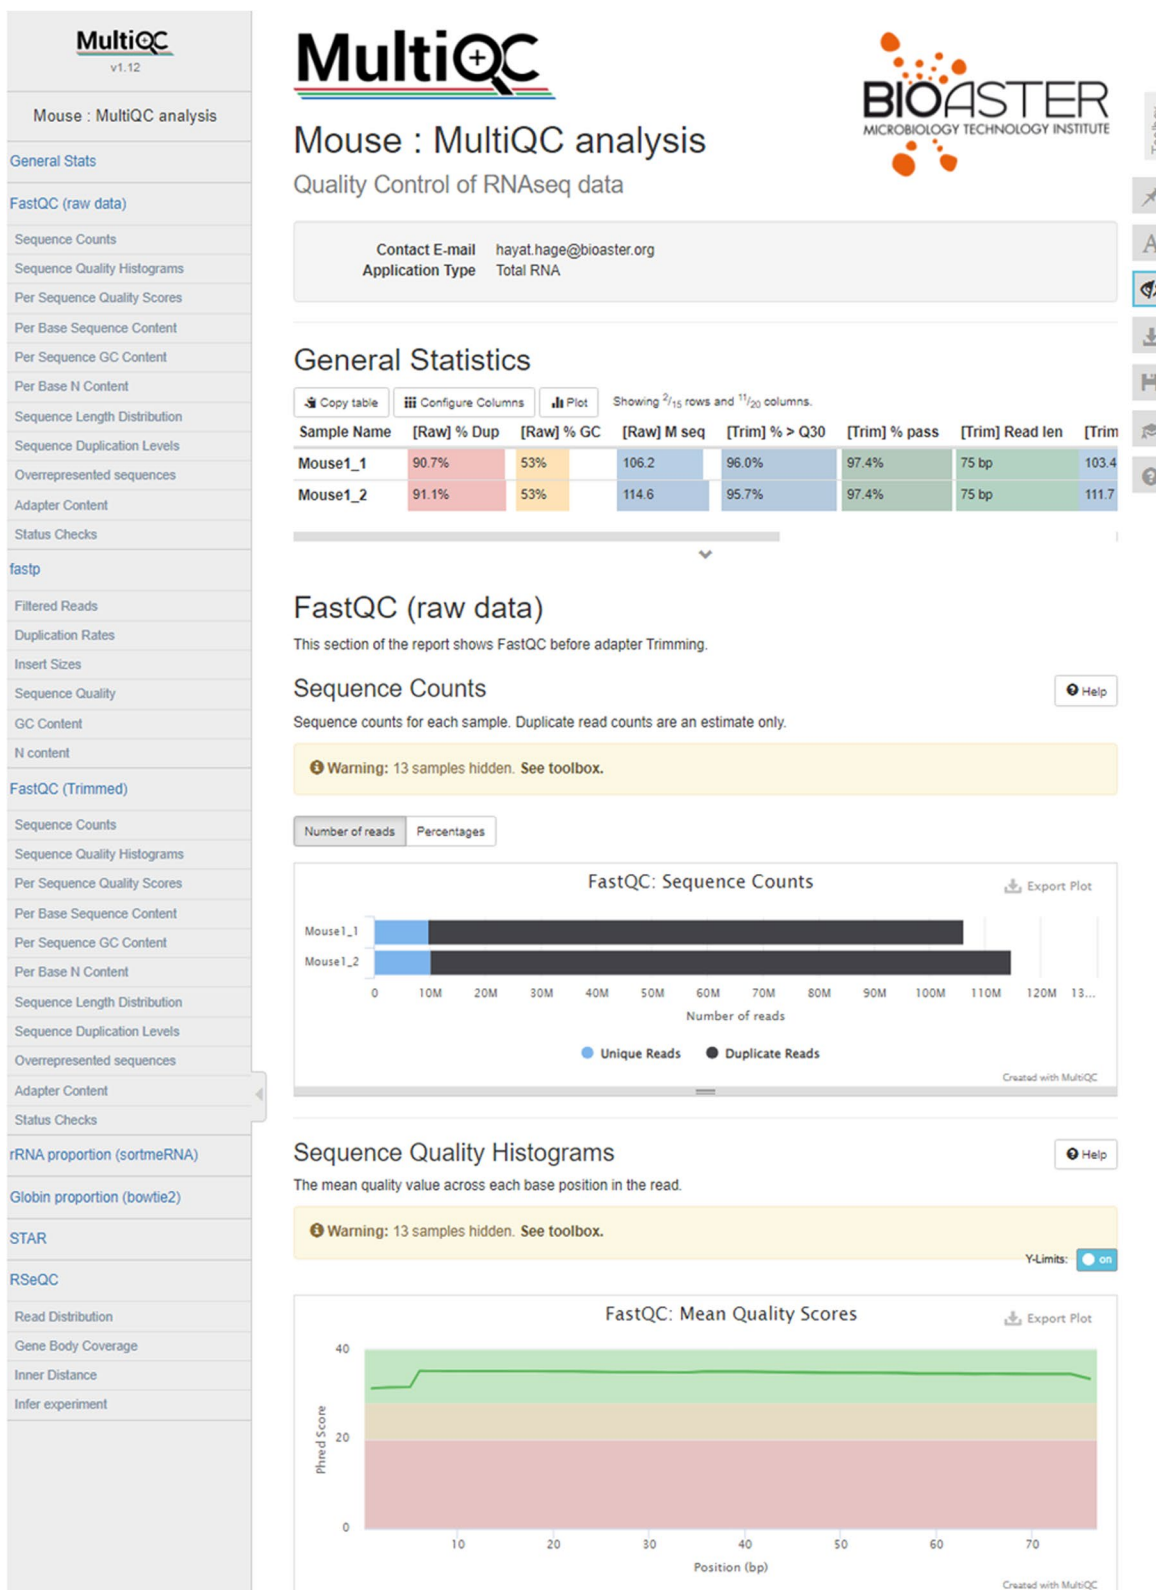 MultiQC
v1.12
Mouse : MultiQC analysis
General Stats
FastQC (raw data)
Sequence Counts
Sequence Quality Histograms
Per Sequence Quality Scores
Per Base Sequence Content
Per Sequence GC Content
Per Base N Content
Sequence Length Distribution
Sequence Duplication Levels
Overrepresented sequences
Adapter Content
Status Checks
fastp
Filtered Reads
Duplication Rates
Insert Sizes
Sequence Quality
GC Content
N content
FastQC (Trimmed)
Sequence Counts
Sequence Quality Histograms
Per Sequence Quality Scores
Per Base Sequence Content
Per Sequence GC Content
Per Base N Content
Sequence Length Distribution
Sequence Duplication Levels
Overrepresented sequences
Adapter Content
Status Checks
rRNA proportion (sortmeRNA)
Globin proportion (bowtie2)
STAR
RSeQC
Read Distribution
Gene Body Coverage
Inner Distance
Infer experiment
MultiQC
BIOASTER
MICROBIOLOGY TECHNOLOGY INSTITUTE
Mouse : MultiQC analysis
Quality Control of RNAseq data
Contact E-mail hayat.hage@bioaster.org
Application Type Total RNA
General Statistics
Copy table Configure Columns Plot Showing 2/15 rows and 11/20 columns.
Sample Name [Raw] % Dup [Raw] % GC [Raw] M seq [Trim] % > Q30 [Trim] % pass [Trim] Read len [Trim
Mouse1_1 90.7% 53% 106.2 96.0% 97.4% 75 bp 103.4
Mouse1_2 91.1% 53% 114.6 95.7% 97.4% 75 bp 111.7
FastQC (raw data)
This section of the report shows FastQC before adapter Trimming.
Sequence Counts
Help
Sequence counts for each sample. Duplicate read counts are an estimate only.
Warning: 13 samples hidden. See toolbox.
Number of reads Percentages
FastQC: Sequence Counts
Export Plot
Mouse1_1
Mouse1_2
0 10M 20M 30M 40M 50M 60M 70M 80M 90M 100M 110M 120M 13...
Number of reads
Unique Reads Duplicate Reads
Created with MultiQC
Sequence Quality Histograms
Help
The mean quality value across each base position in the read.
Warning: 13 samples hidden. See toolbox.
Y-Limits: on
FastQC: Mean Quality Scores
Export Plot
Phred Score
40
20
0
10 20 30 40 50 60 70
Position (bp)
Created with MultiQC
A